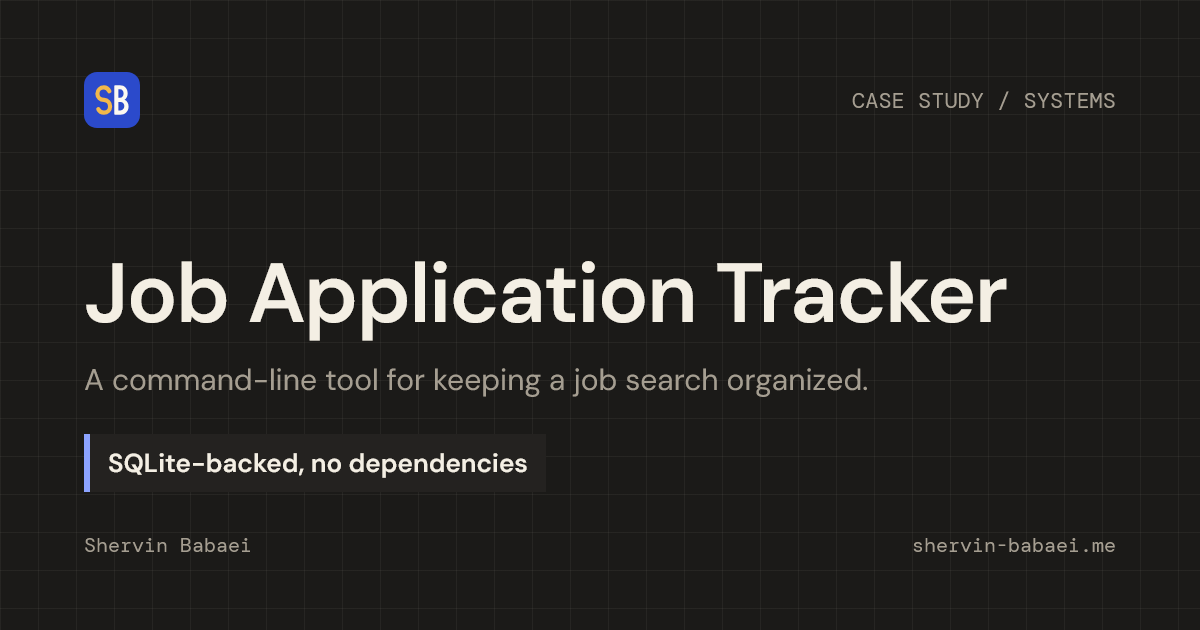 SB
CASE STUDY / SYSTEMS
Job Application Tracker
A command-line tool for keeping a job search organized.
SQLite-backed, no dependencies
Shervin Babaei
shervin-babaei.me